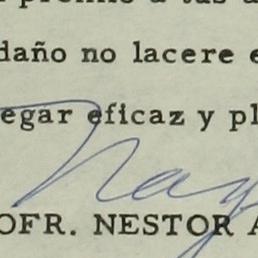 daño no lacere e
egar eficaz y pl
OFR. NESTOR A